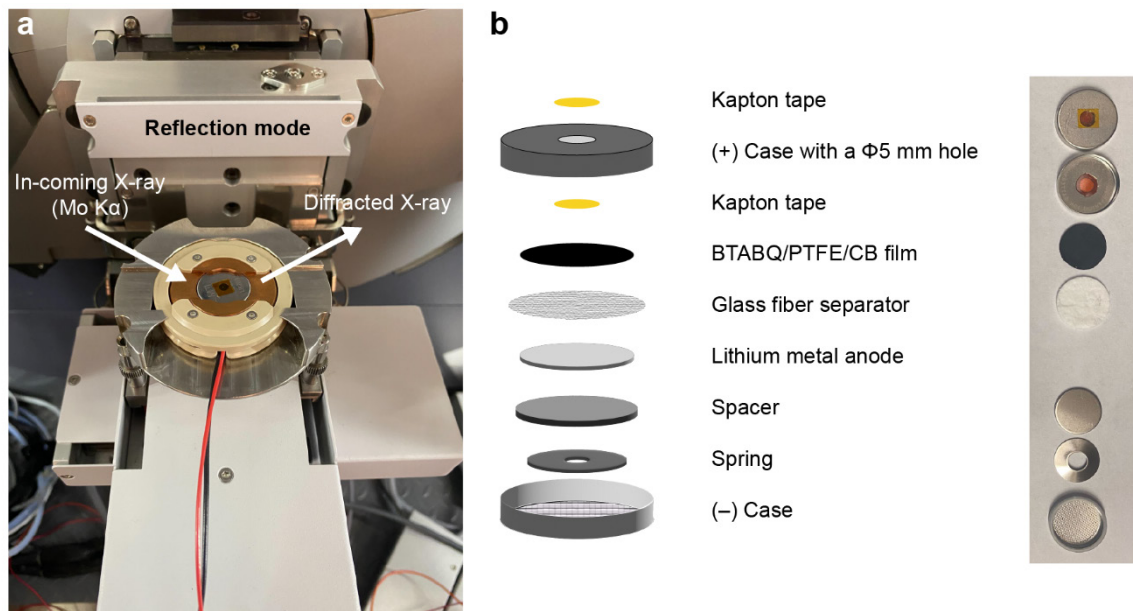 a
Reflection mode
In-coming X-ray
(Mo Kα)
Diffracted X-ray
b
Kapton tape
(+) Case with a Φ5 mm hole
Kapton tape
BTABQ/PTFE/CB film
Glass fiber separator
Lithium metal anode
Spacer
Spring
(–) Case